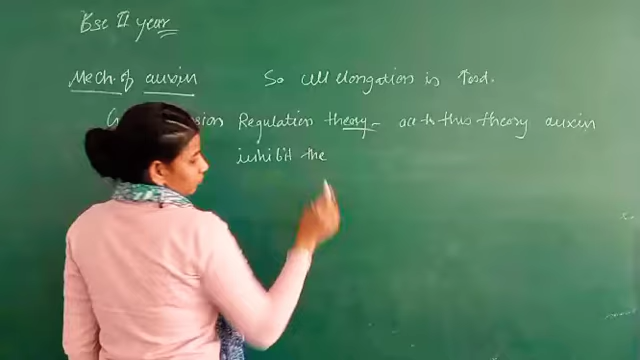 Bsc II year
Mech. of auxin So cell elongation is
Regulation theory - acc to this theory auxin
inhibit the